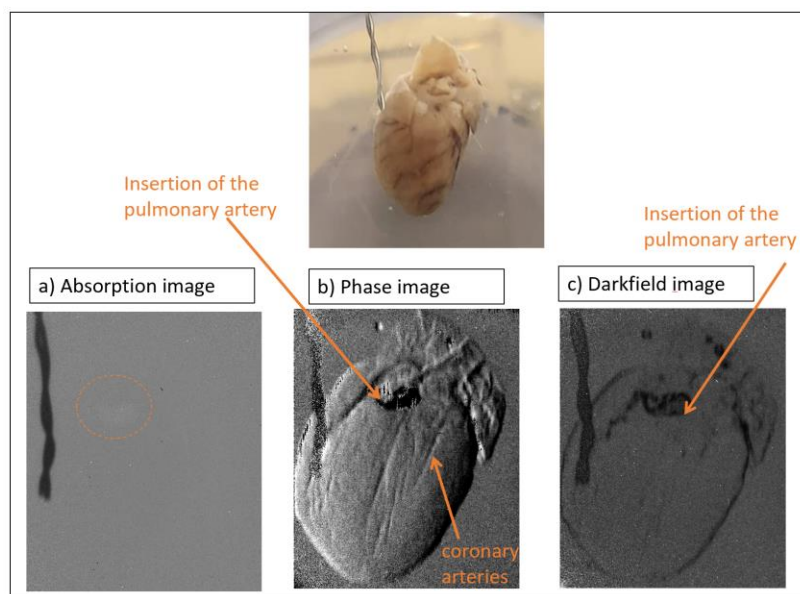 Insertion of the
pulmonary artery
Insertion of the
pulmonary artery
a) Absorption image
b) Phase image
c) Darkfield image
coronary
arteries